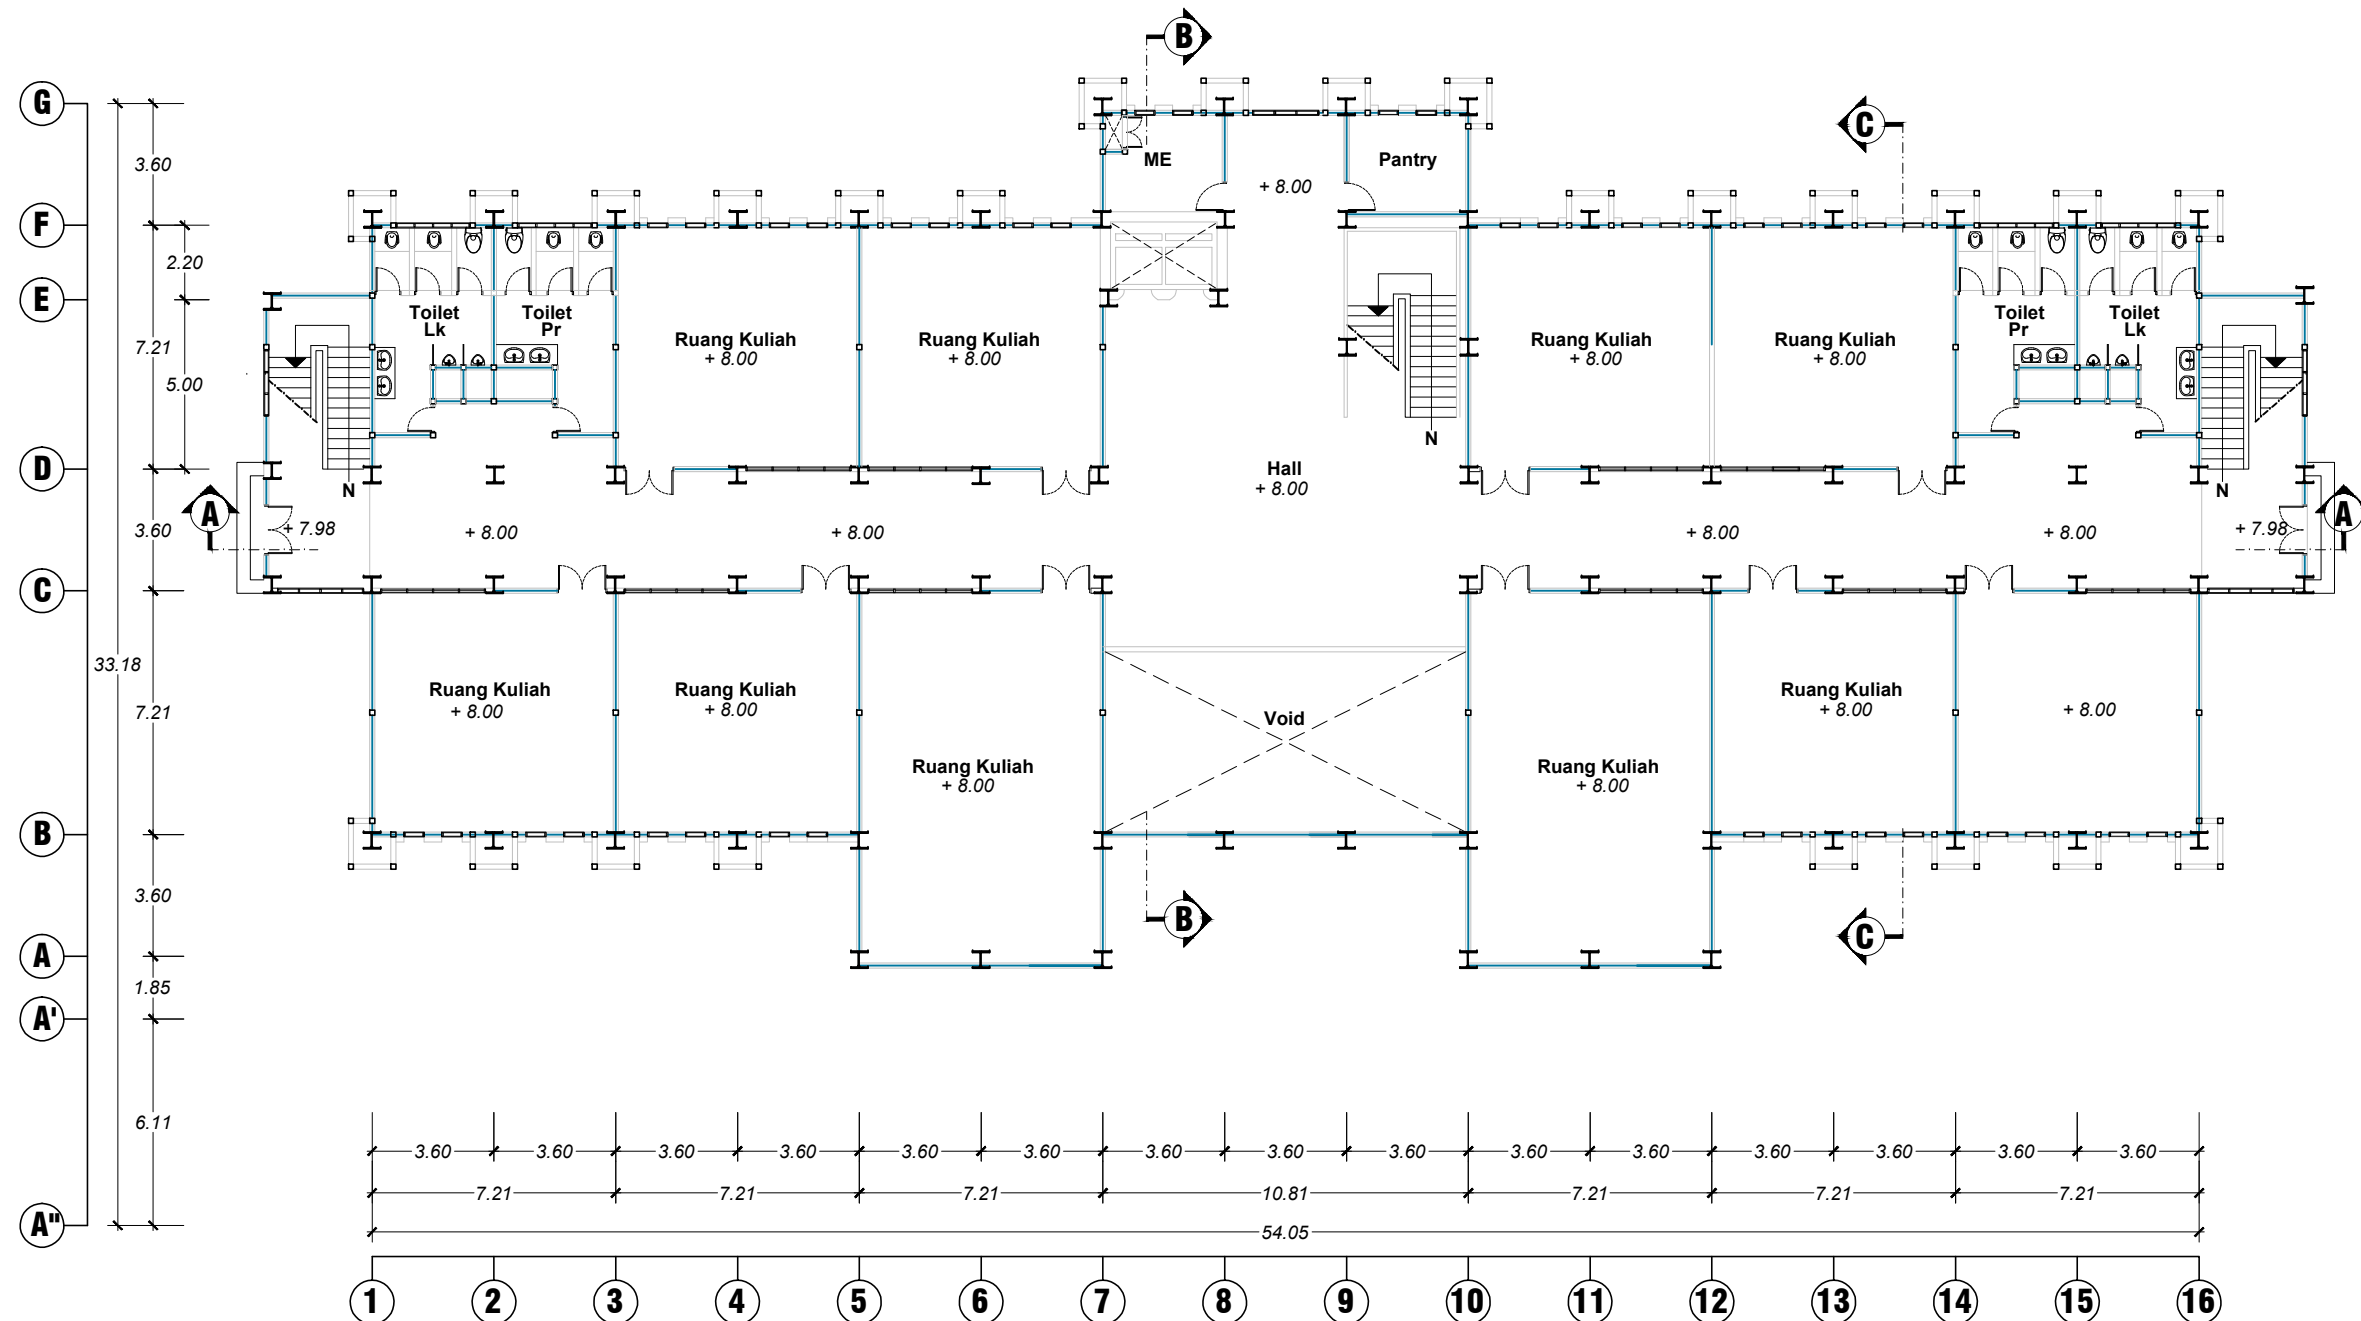 B
G
C
3.60
ME
Pantry
+ 8.00
F
2.20
E
Toilet
Lk
Toilet
Pr
Toilet
Pr
Toilet
Lk
7.21
Ruang Kuliah
+ 8.00
Ruang Kuliah
+ 8.00
Ruang Kuliah
+ 8.00
Ruang Kuliah
+ 8.00
5.00
N
D
Hall
+ 8.00
N
N
A
A
3.60
+ 7.98
+ 8.00
+ 8.00
+ 8.00
+ 8.00
+ 7.98
C
33.18
7.21
Ruang Kuliah
+ 8.00
Ruang Kuliah
+ 8.00
Void
Ruang Kuliah
+ 8.00
+ 8.00
Ruang Kuliah
+ 8.00
Ruang Kuliah
+ 8.00
B
3.60
B
C
A
1.85
A'
6.11
3.60 3.60 3.60 3.60 3.60 3.60 3.60 3.60 3.60 3.60 3.60 3.60 3.60 3.60 3.60
7.21 7.21 7.21 10.81 7.21 7.21 7.21
A"
54.05
1 2 3 4 5 6 7 8 9 10 11 12 13 14 15 16